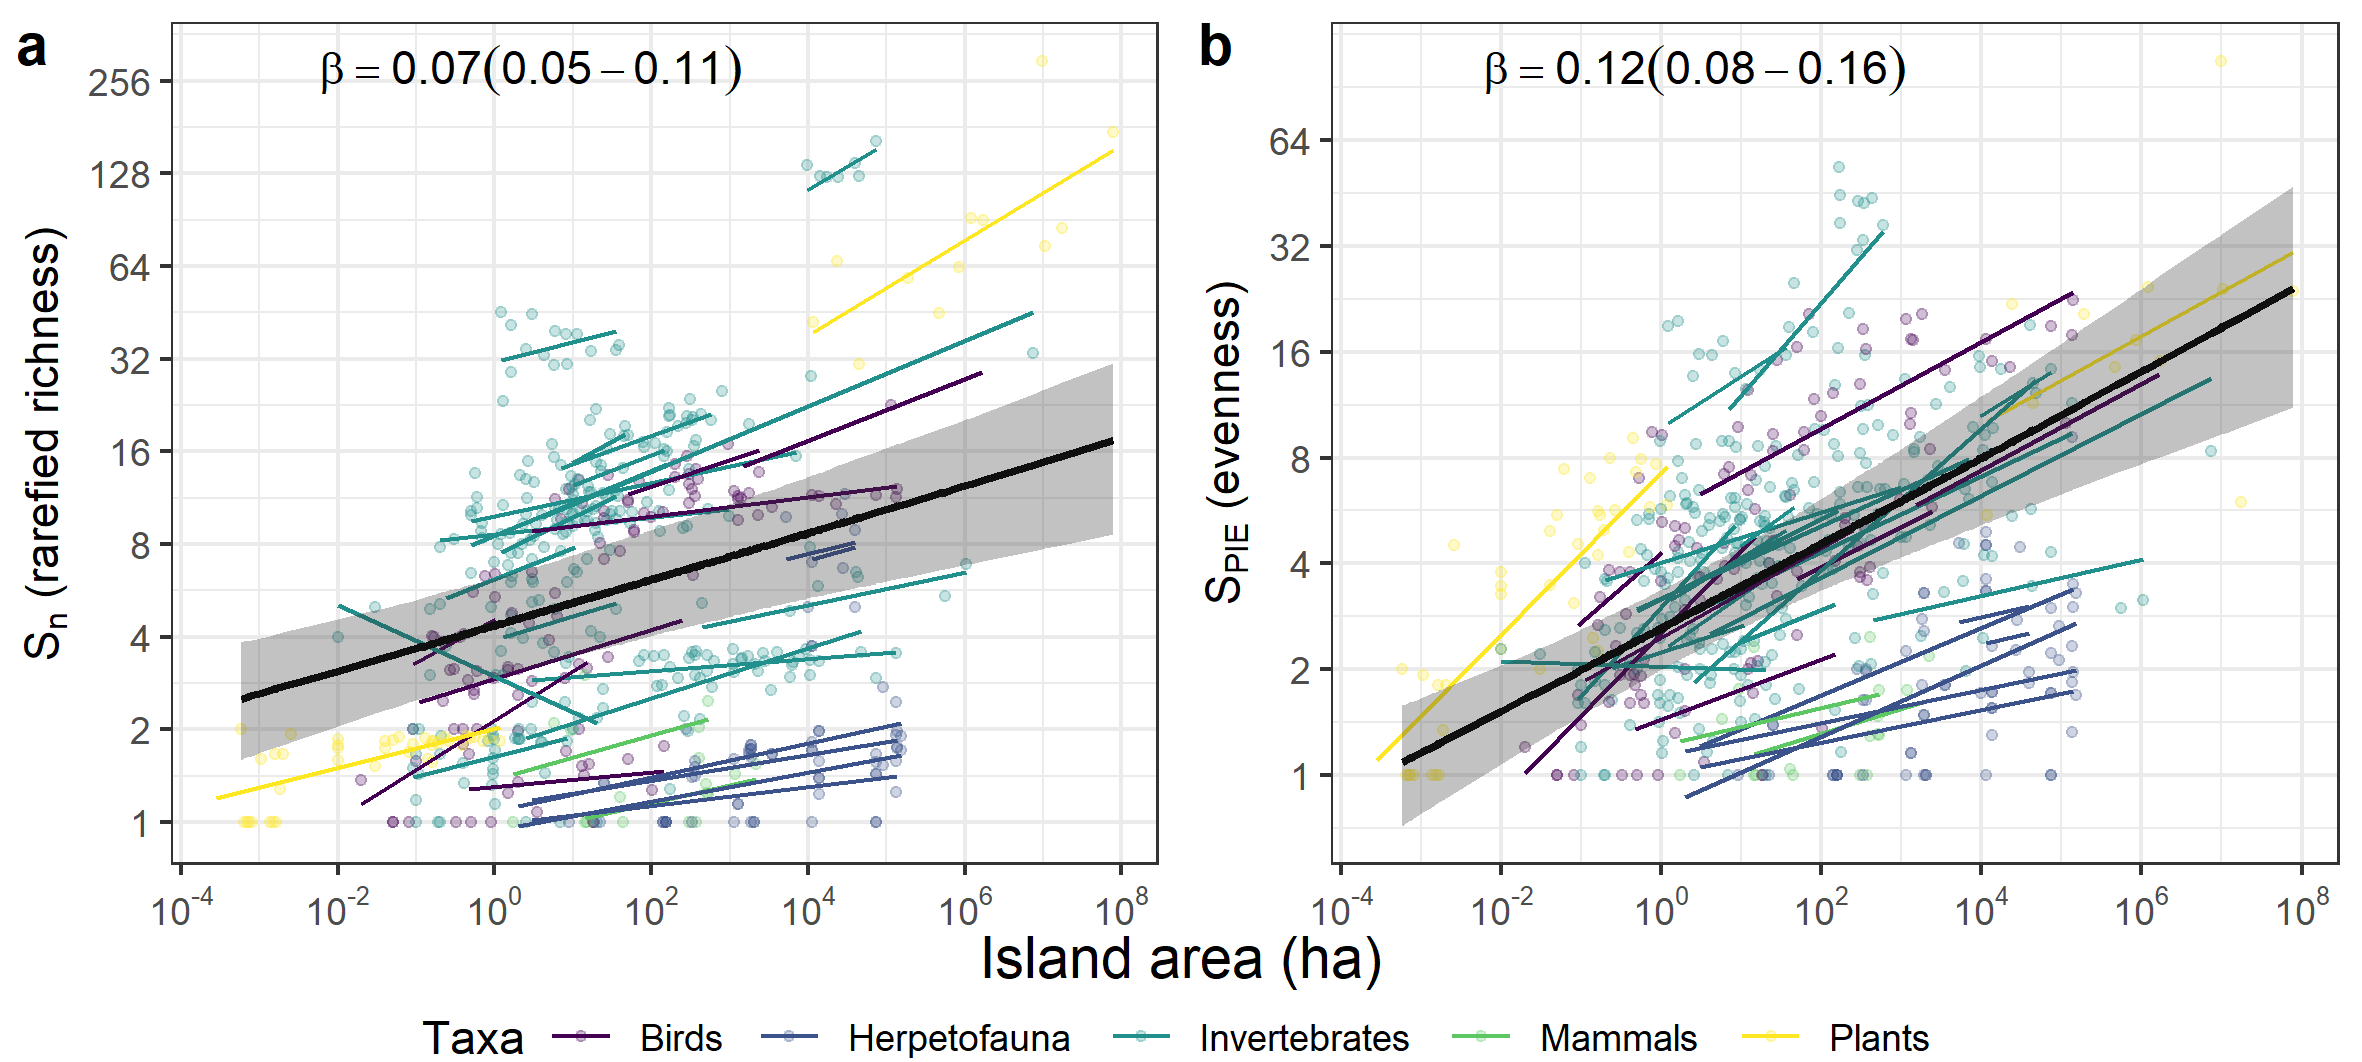 a
β = 0.07(0.05 – 0.11)
256
128
64
32
16
8
4
2
1
Sn (rarefied richness)
10-4 10-2 100 102 104 106 108
b
β = 0.12(0.08 – 0.16)
64
32
16
8
4
2
1
SPIE (evenness)
10-4 10-2 100 102 104 106 108
Island area (ha)
Taxa Birds Herpetofauna Invertebrates Mammals Plants